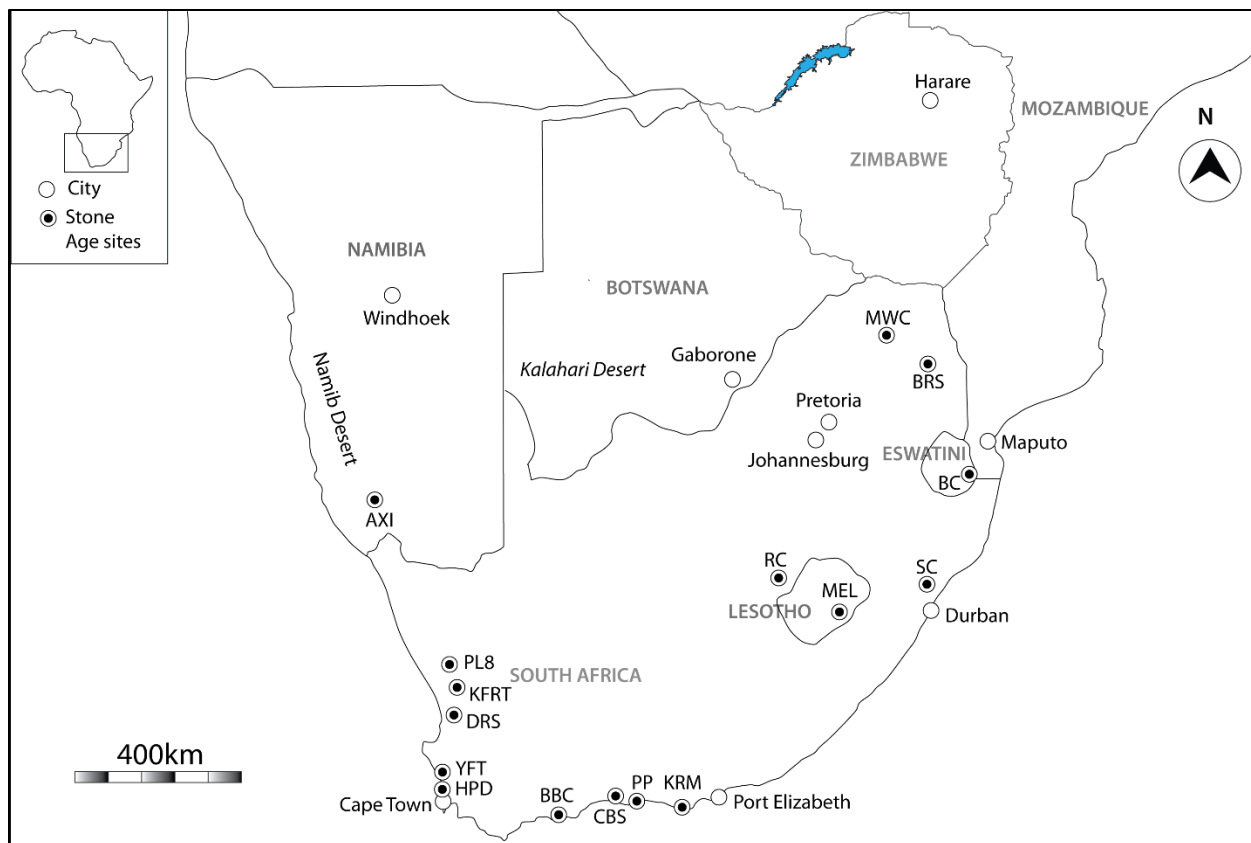 Harare
MOZAMBIQUE
N
ZIMBABWE
City
Stone
Age sites
NAMIBIA
BOTSWANA
Windhoek
MWC
Namib Desert
Kalahari Desert
Gaborone
BRS
Pretoria
Johannesburg
ESWATINI
Maputo
BC
AXI
RC
SC
MEL
LESOTHO
Durban
PL8
SOUTH AFRICA
KFRT
DRS
400km
YFT
HPD
Cape Town
BBC
CBS
PP
KRM
Port Elizabeth